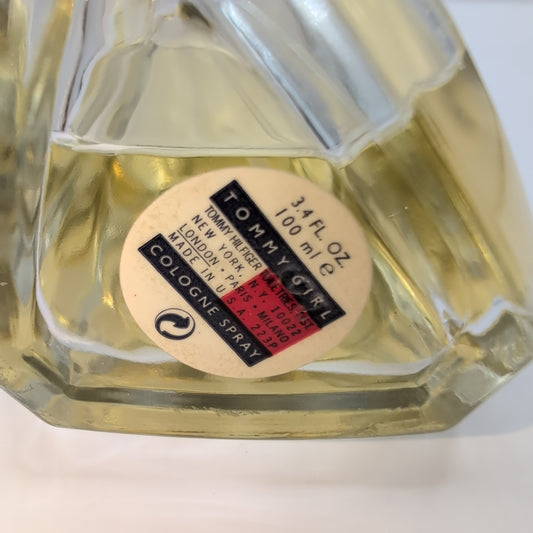 3.4 FL. OZ.
100 ml e
TOMMY GIRL
TOMMY HILFIGER
NEW YORK, N.Y. 10022
LONDON • PARIS • MILANO
MADE IN U.S.A. 223P
COLOGNE SPRAY